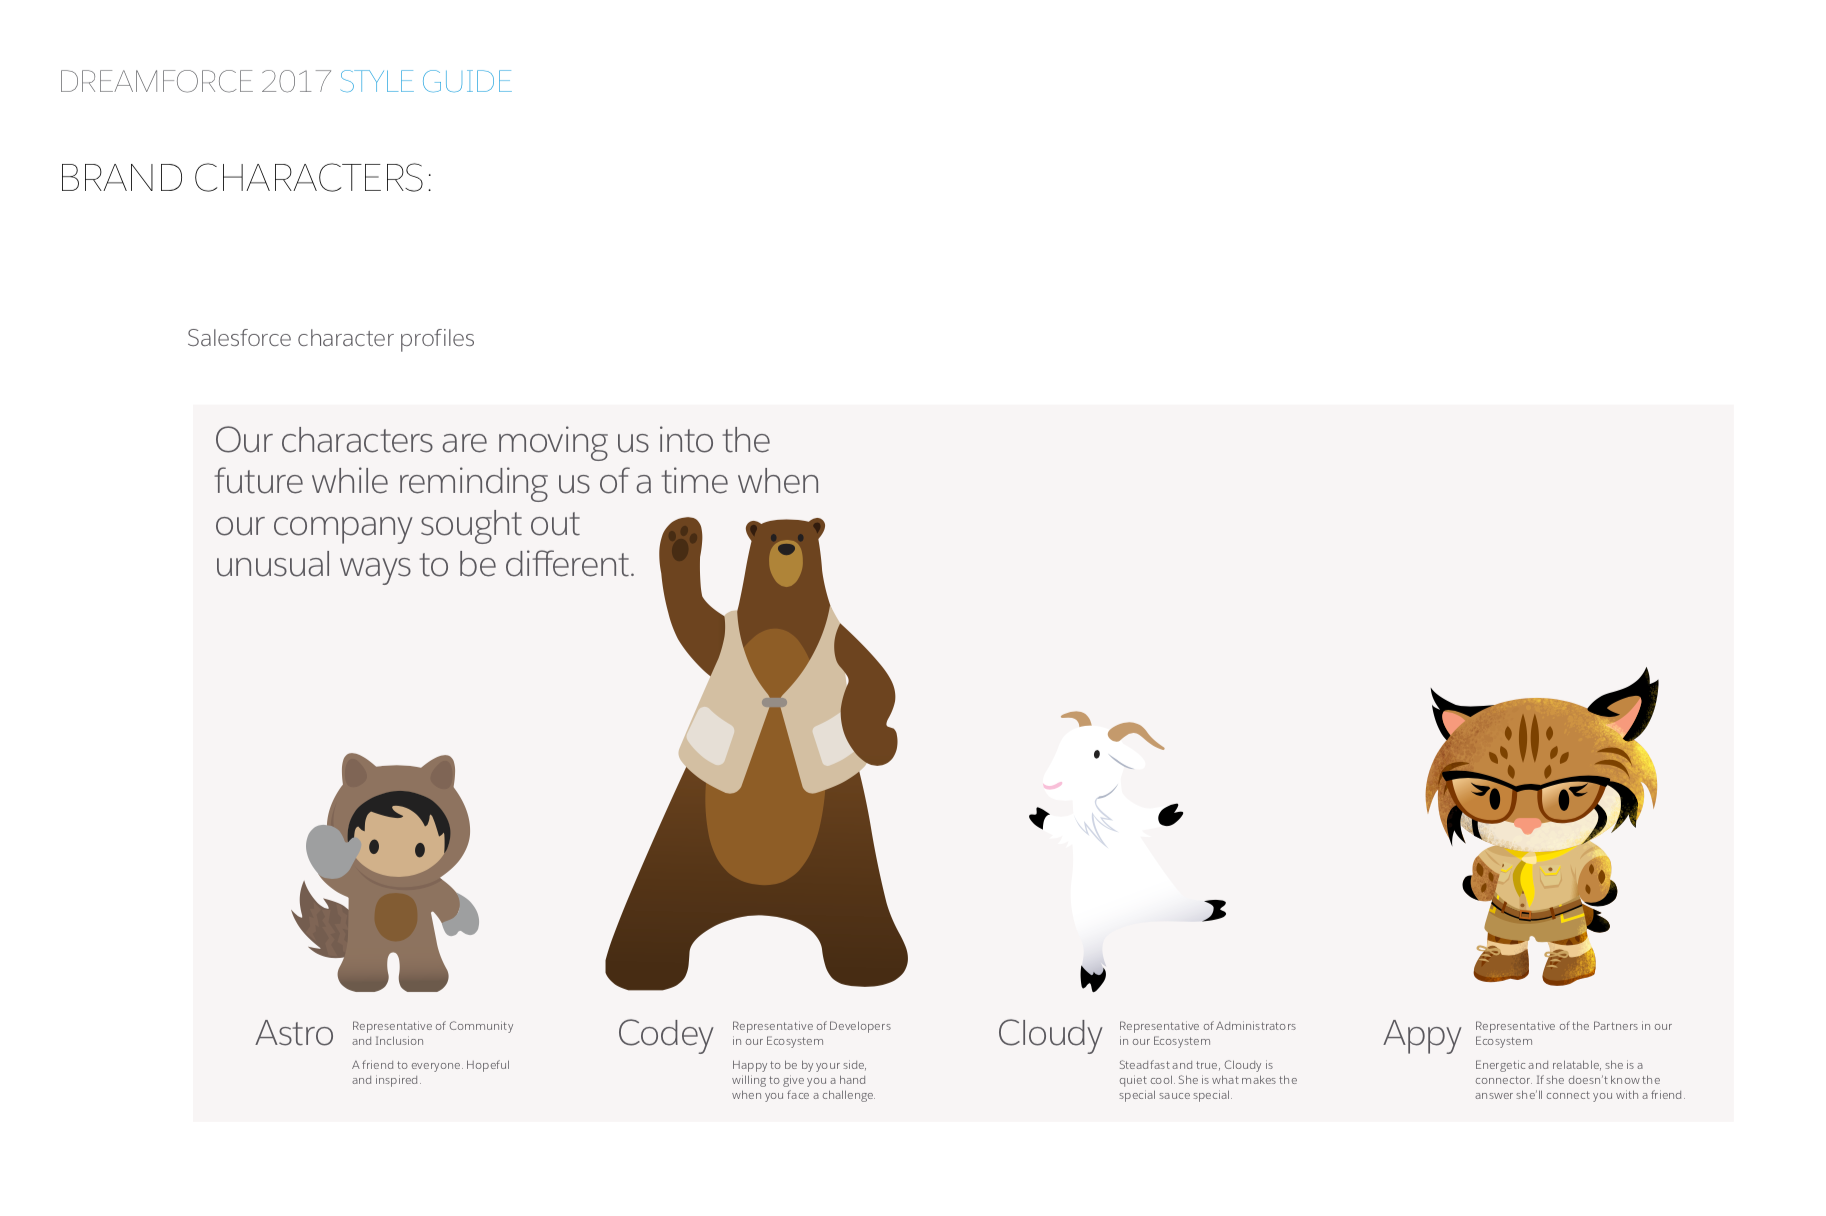 DREAMFORCE 2017 STYLE GUIDE
BRAND CHARACTERS:
Salesforce character profiles
Our characters are moving us into the
future while reminding us of a time when
our company sought out
unusual ways to be different.
Astro
Representative of Community
and Inclusion
A friend to everyone. Hopeful
and inspired.
Codey
Representative of Developers
in our Ecosystem
Happy to be by your side,
willing to give you a hand
when you face a challenge.
Cloudy
Representative of Administrators
in our Ecosystem
Steadfast and true, Cloudy is
quiet cool. She is what makes the
special sauce special.
Appy
Representative of the Partners in our
Ecosystem
Energetic and relatable, she is a
connector. If she doesn't know the
answer she'll connect you with a friend.